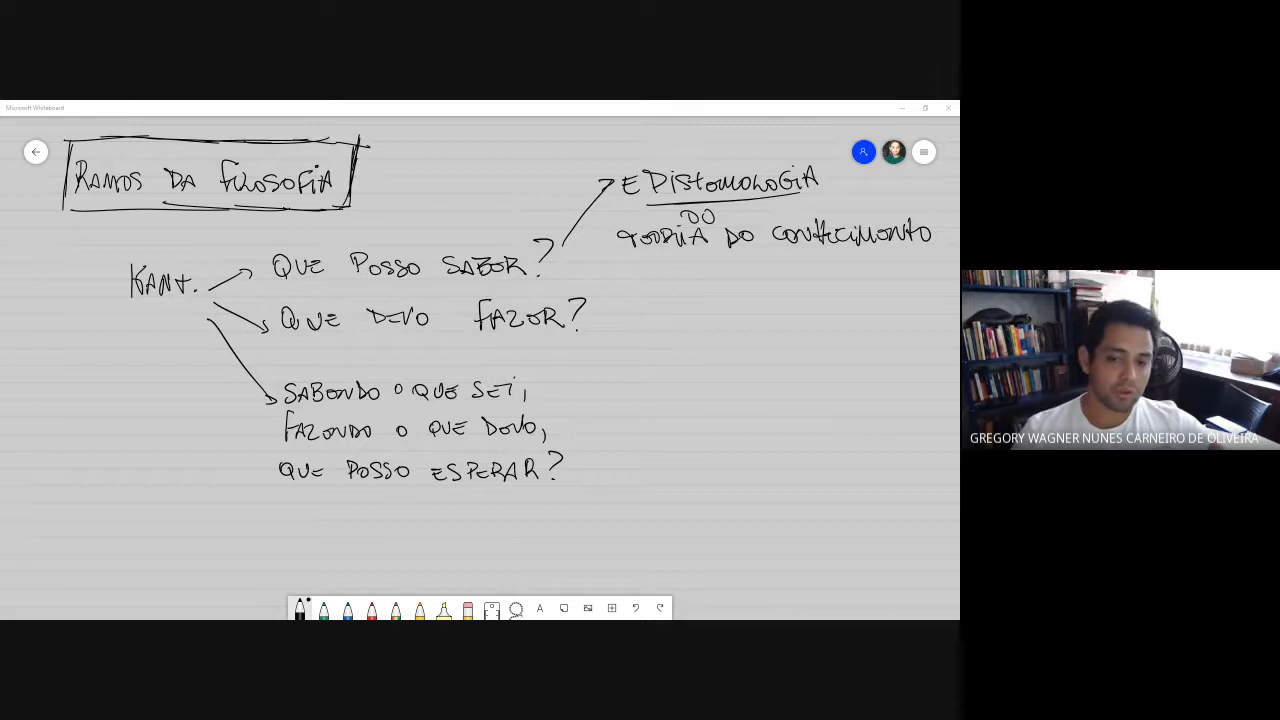 Microsoft Whiteboard
RAMOS DA FILOSOFIA
EPISTEMOLOGIA
OO
TEORIA DO CONHECIMENTO
KANT.
QUE POSSO SABER?
QUE DEVO FAZER?
SABENDO O QUE SEI,
FAZENDO O QUE DEVO,
QUE POSSO ESPERAR?
A
GREGORY WAGNER NUNES CARNEIRO DE OLIVEIRA